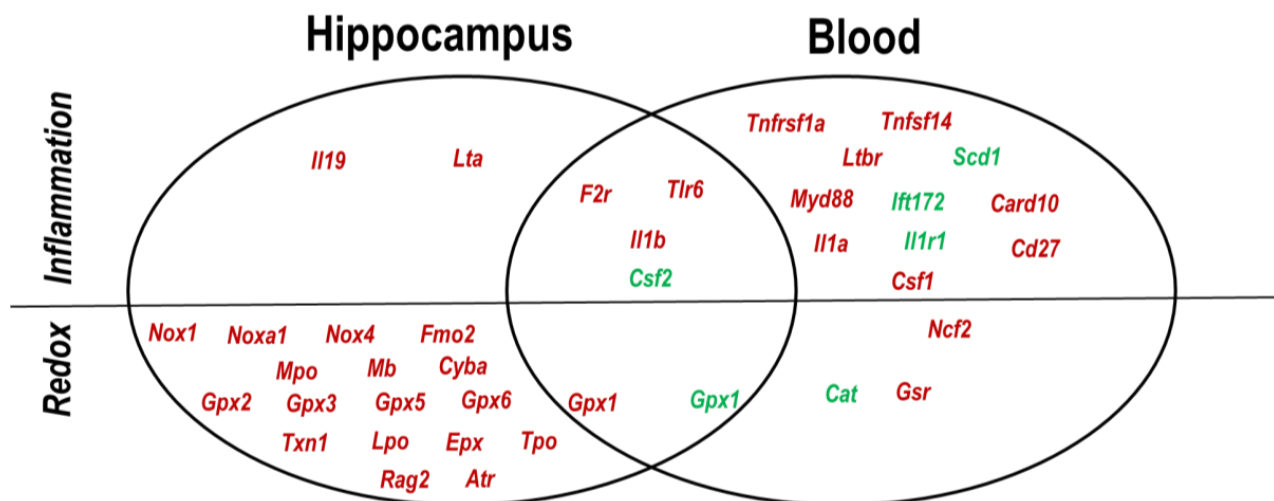 Hippocampus Blood
Inflammation
Tnfrsf1a Tnfsf14
Il19 Lta Ltbr Scd1
F2r Tlr6 Myd88 Ift172 Card10
Il1b Il1a Il1r1 Cd27
Csf2 Csf1
Redox
Nox1 Noxa1 Nox4 Fmo2 Ncf2
Mpo Mb Cyba
Gpx2 Gpx3 Gpx5 Gpx6 Gpx1 Gpx1 Cat Gsr
Txn1 Lpo Epx Tpo
Rag2 Atr